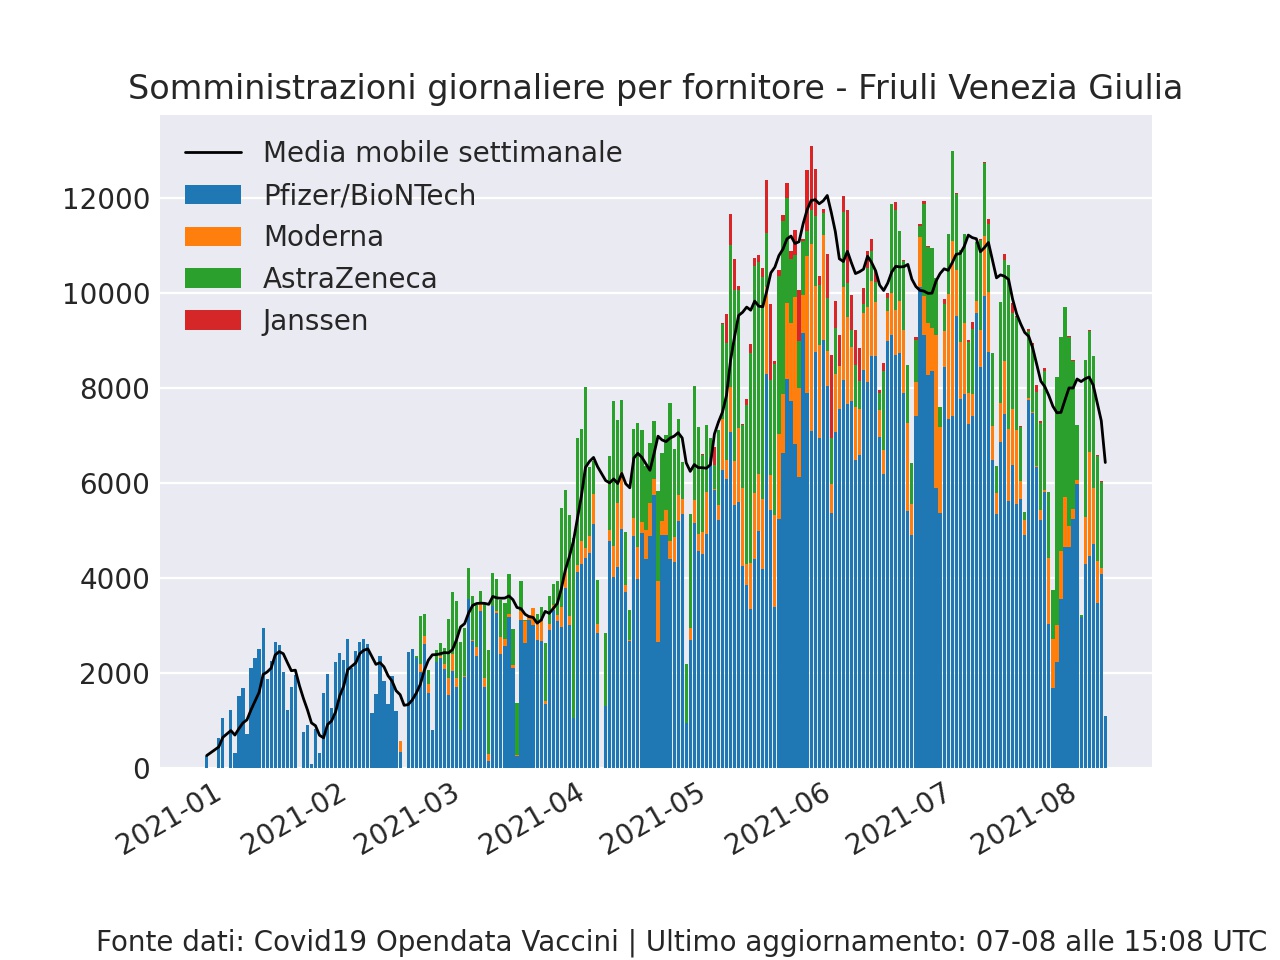 Somministrazioni giornaliere per fornitore - Friuli Venezia Giulia
Media mobile settimanale
Pfizer/BioNTech
Moderna
AstraZeneca
Janssen
12000
10000
8000
6000
4000
2000
0
2021-01
2021-02
2021-03
2021-04
2021-05
2021-06
2021-07
2021-08
Fonte dati: Covid19 Opendata Vaccini | Ultimo aggiornamento: 07-08 alle 15:08 UTC